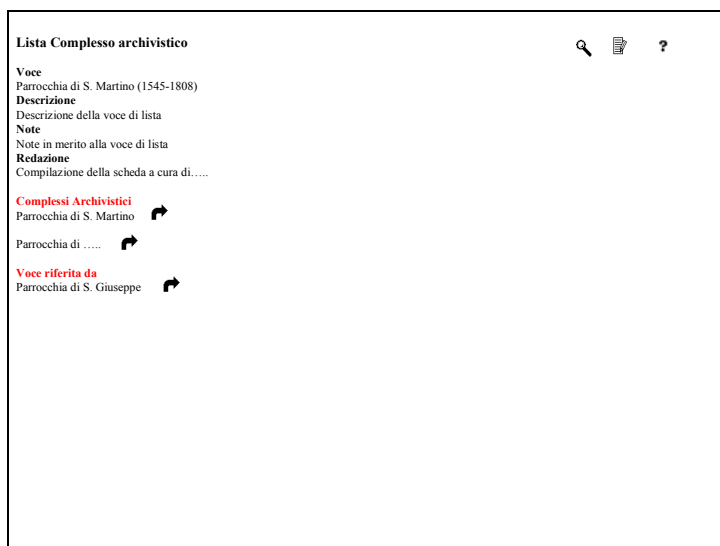 Lista Complesso archivistico
?
Voce
Parrocchia di S. Martino (1545-1808)
Descrizione
Descrizione della voce di lista
Note
Note in merito alla voce di lista
Redazione
Compilazione della scheda a cura di…..
Complessi Archivistici
Parrocchia di S. Martino
Parrocchia di …..
Voce riferita da
Parrocchia di S. Giuseppe